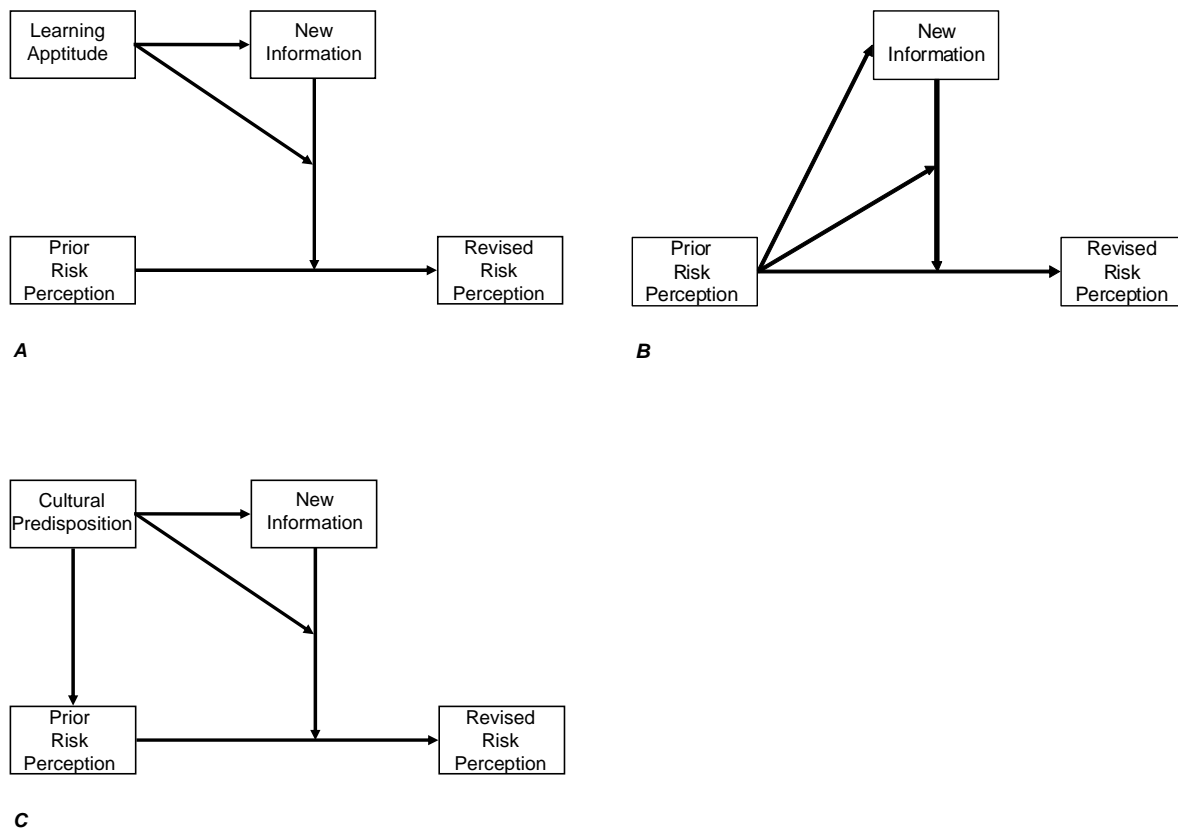 Learning
Apptitude
New
Information
Prior
Risk
Perception
Revised
Risk
Perception
A
New
Information
Prior
Risk
Perception
Revised
Risk
Perception
B
Cultural
Predisposition
New
Information
Prior
Risk
Perception
Revised
Risk
Perception
C